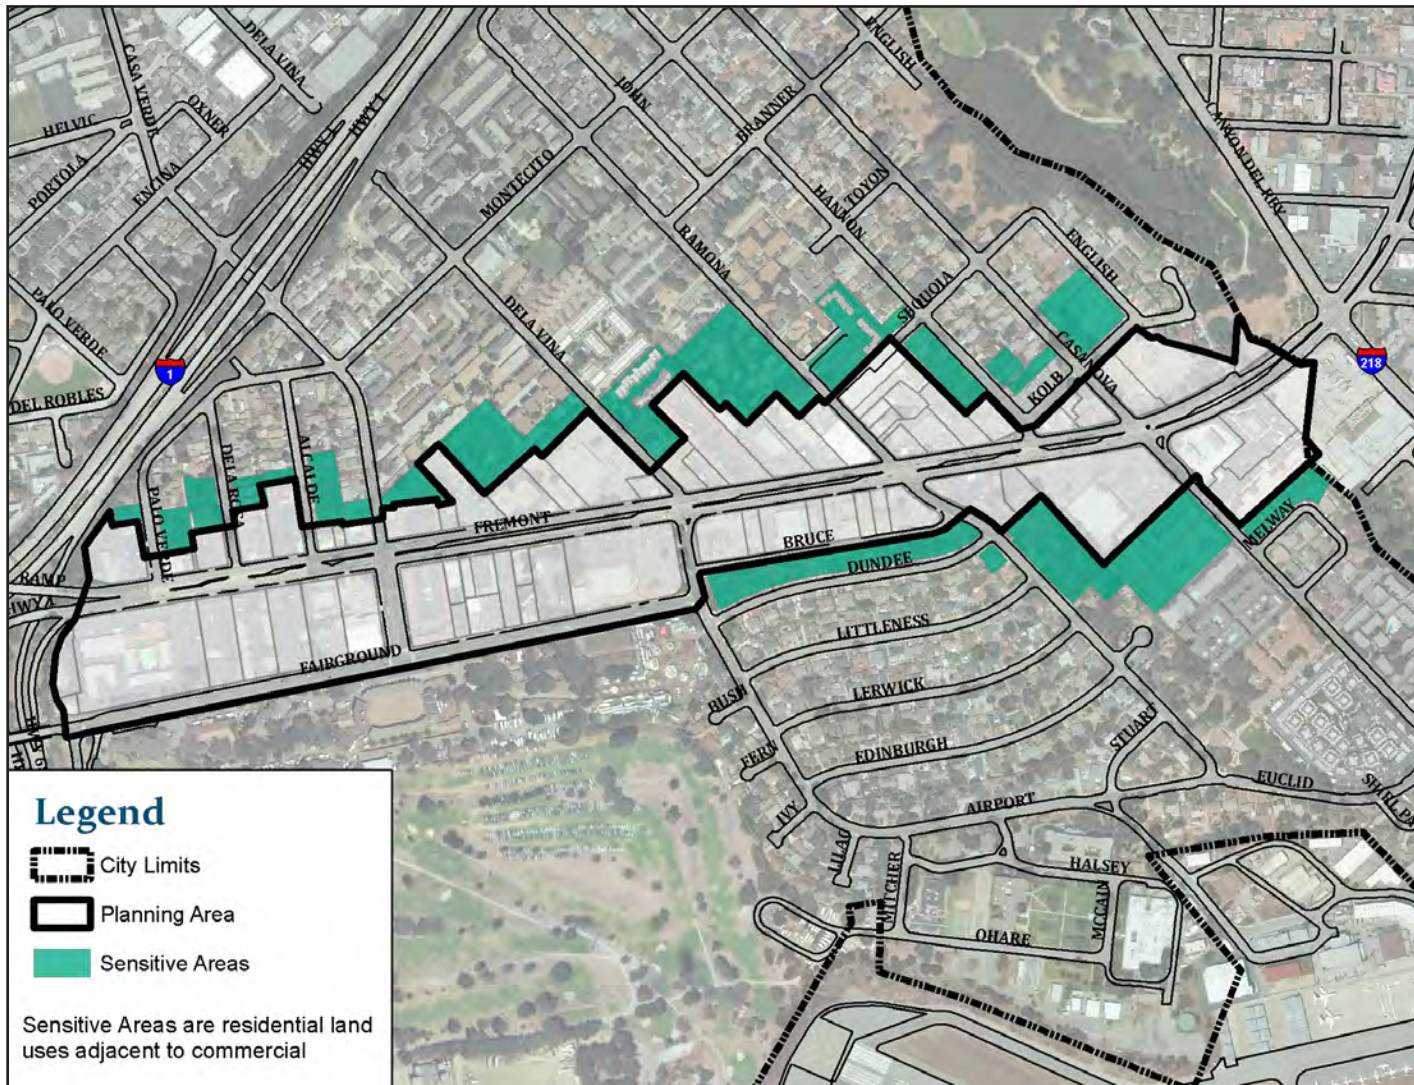 ENGLISH
DELA VINA
CASA VERDE
OXNER
HELVIC
HWY 1
HWY 1
JOHN
BRANNER
CANYON DEL REY
PORTOLA
ENCINA
MONTECITO
TOYON
HANNON
RAMONA
ENGLISH
SEQUOIA
PALO VERDE
DELA VINA
CASANOVA
KOLB
1
218
DEL ROBLES
ALCALDE
DELA ROSA
PALO VERDE
FREMONT
BRUCE
MELWAY
DUNDEE
RAMP
HWY 1
LITTLENESS
FAIRGROUND
LERWICK
RUSH
EDINBURGH
STUART
FERN
EUCLID
AIRPORT
IVY
LILAC
HALSEY
MITCHER
MCCAIN
OHARE
Legend
City Limits
Planning Area
Sensitive Areas
Sensitive Areas are residential land
uses adjacent to commercial